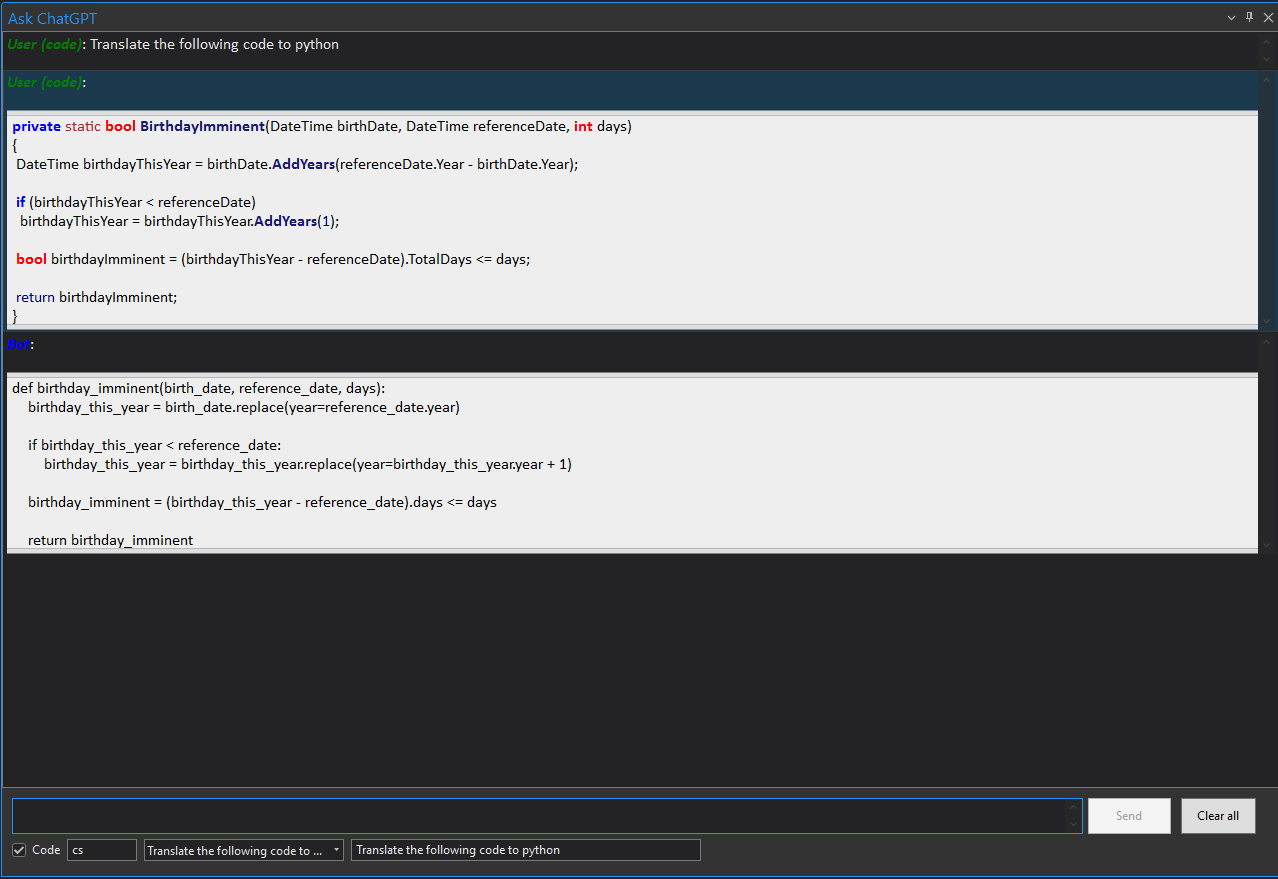 Ask ChatGPT
User (code): Translate the following code to python
User (code):
private static bool BirthdayImminent(DateTime birthDate, DateTime referenceDate, int days)
{
DateTime birthdayThisYear = birthDate.AddYears(referenceDate.Year - birthDate.Year);
if (birthdayThisYear < referenceDate)
birthdayThisYear = birthdayThisYear.AddYears(1);
bool birthdayImminent = (birthdayThisYear - referenceDate).TotalDays <= days;
return birthdayImminent;
}
Bot:
def birthday_imminent(birth_date, reference_date, days):
birthday_this_year = birth_date.replace(year=reference_date.year)
if birthday_this_year < reference_date:
birthday_this_year = birthday_this_year.replace(year=birthday_this_year.year + 1)
birthday_imminent = (birthday_this_year - reference_date).days <= days
return birthday_imminent
Send
Clear all
Code
cs
Translate the following code to ...
Translate the following code to python